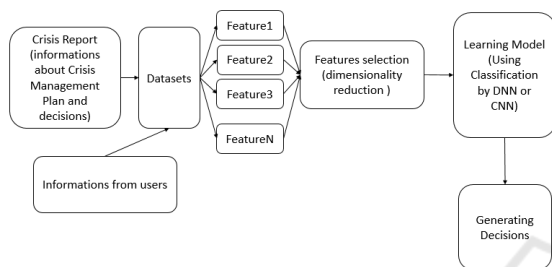 Crisis Report
(informations
about Crisis
Management
Plan and
decisions)
Informations from users
Datasets
Feature1
Feature2
Feature3
FeatureN
Features selection
(dimensionality
reduction )
Learning Model
(Using
Classification
by DNN or
CNN)
Generating
Decisions